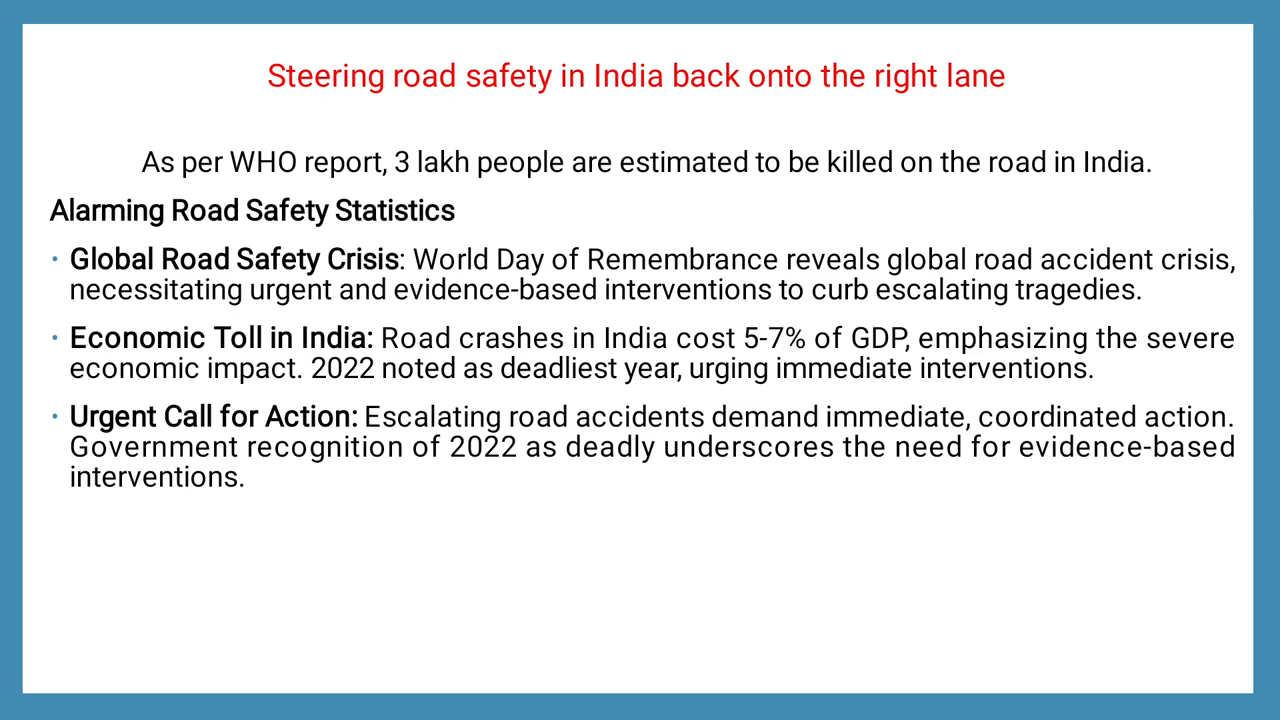 Steering road safety in India back onto the right lane
As per WHO report, 3 lakh people are estimated to be killed on the road in India.
Alarming Road Safety Statistics
• Global Road Safety Crisis: World Day of Remembrance reveals global road accident crisis,
necessitating urgent and evidence-based interventions to curb escalating tragedies.
• Economic Toll in India: Road crashes in India cost 5-7% of GDP, emphasizing the severe
economic impact. 2022 noted as deadliest year, urging immediate interventions.
• Urgent Call for Action: Escalating road accidents demand immediate, coordinated action.
Government recognition of 2022 as deadly underscores the need for evidence-based
interventions.